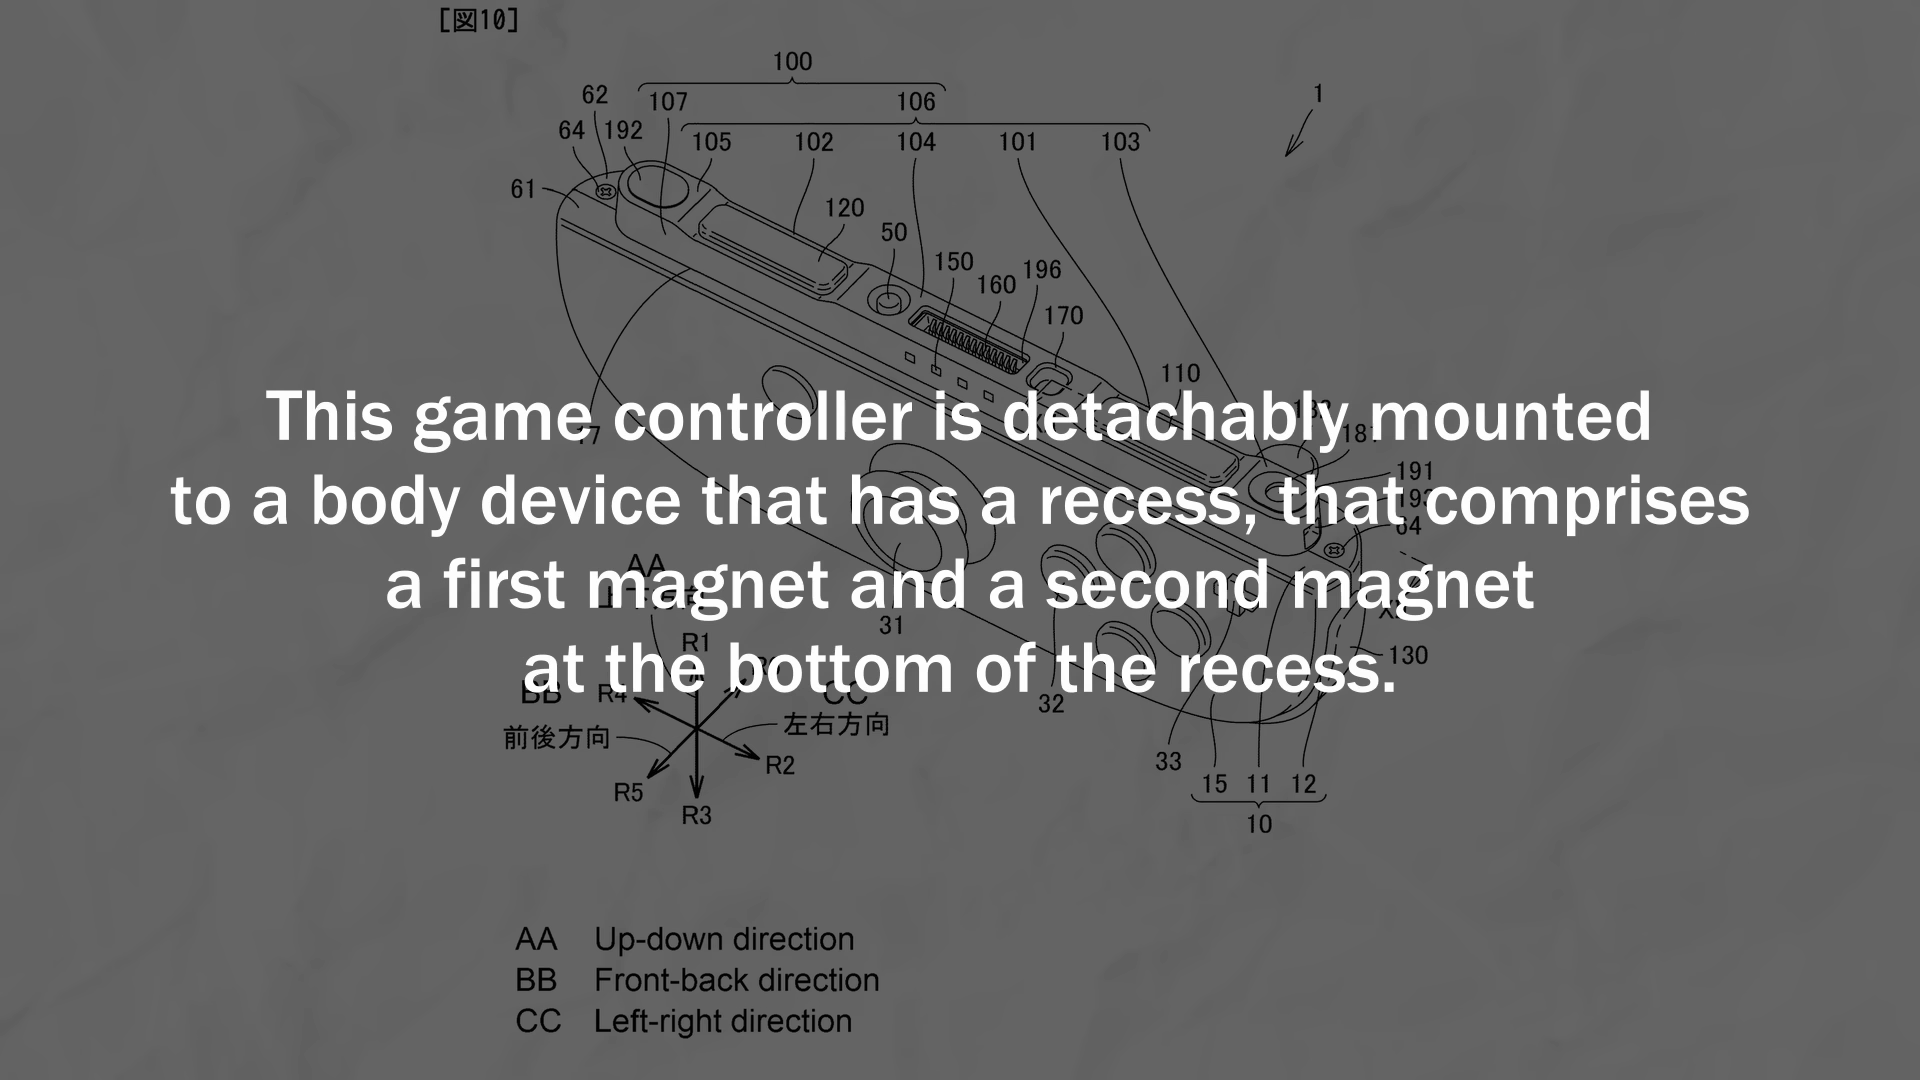 [図10]
100
62 107 106 1
64 192 105 102 104 101 103
61
120
50
150 196
160
170
110
This game controller is detachably mounted
17 181
191
to a body device that has a recess, that comprises
64
AA
a first magnet and a second magnet
31
R1
130
at the bottom of the recess.
BB R4 CC
32
前後方向 左右方向
R2
33
R5 15 11 12
R3
10
AA Up-down direction
BB Front-back direction
CC Left-right direction